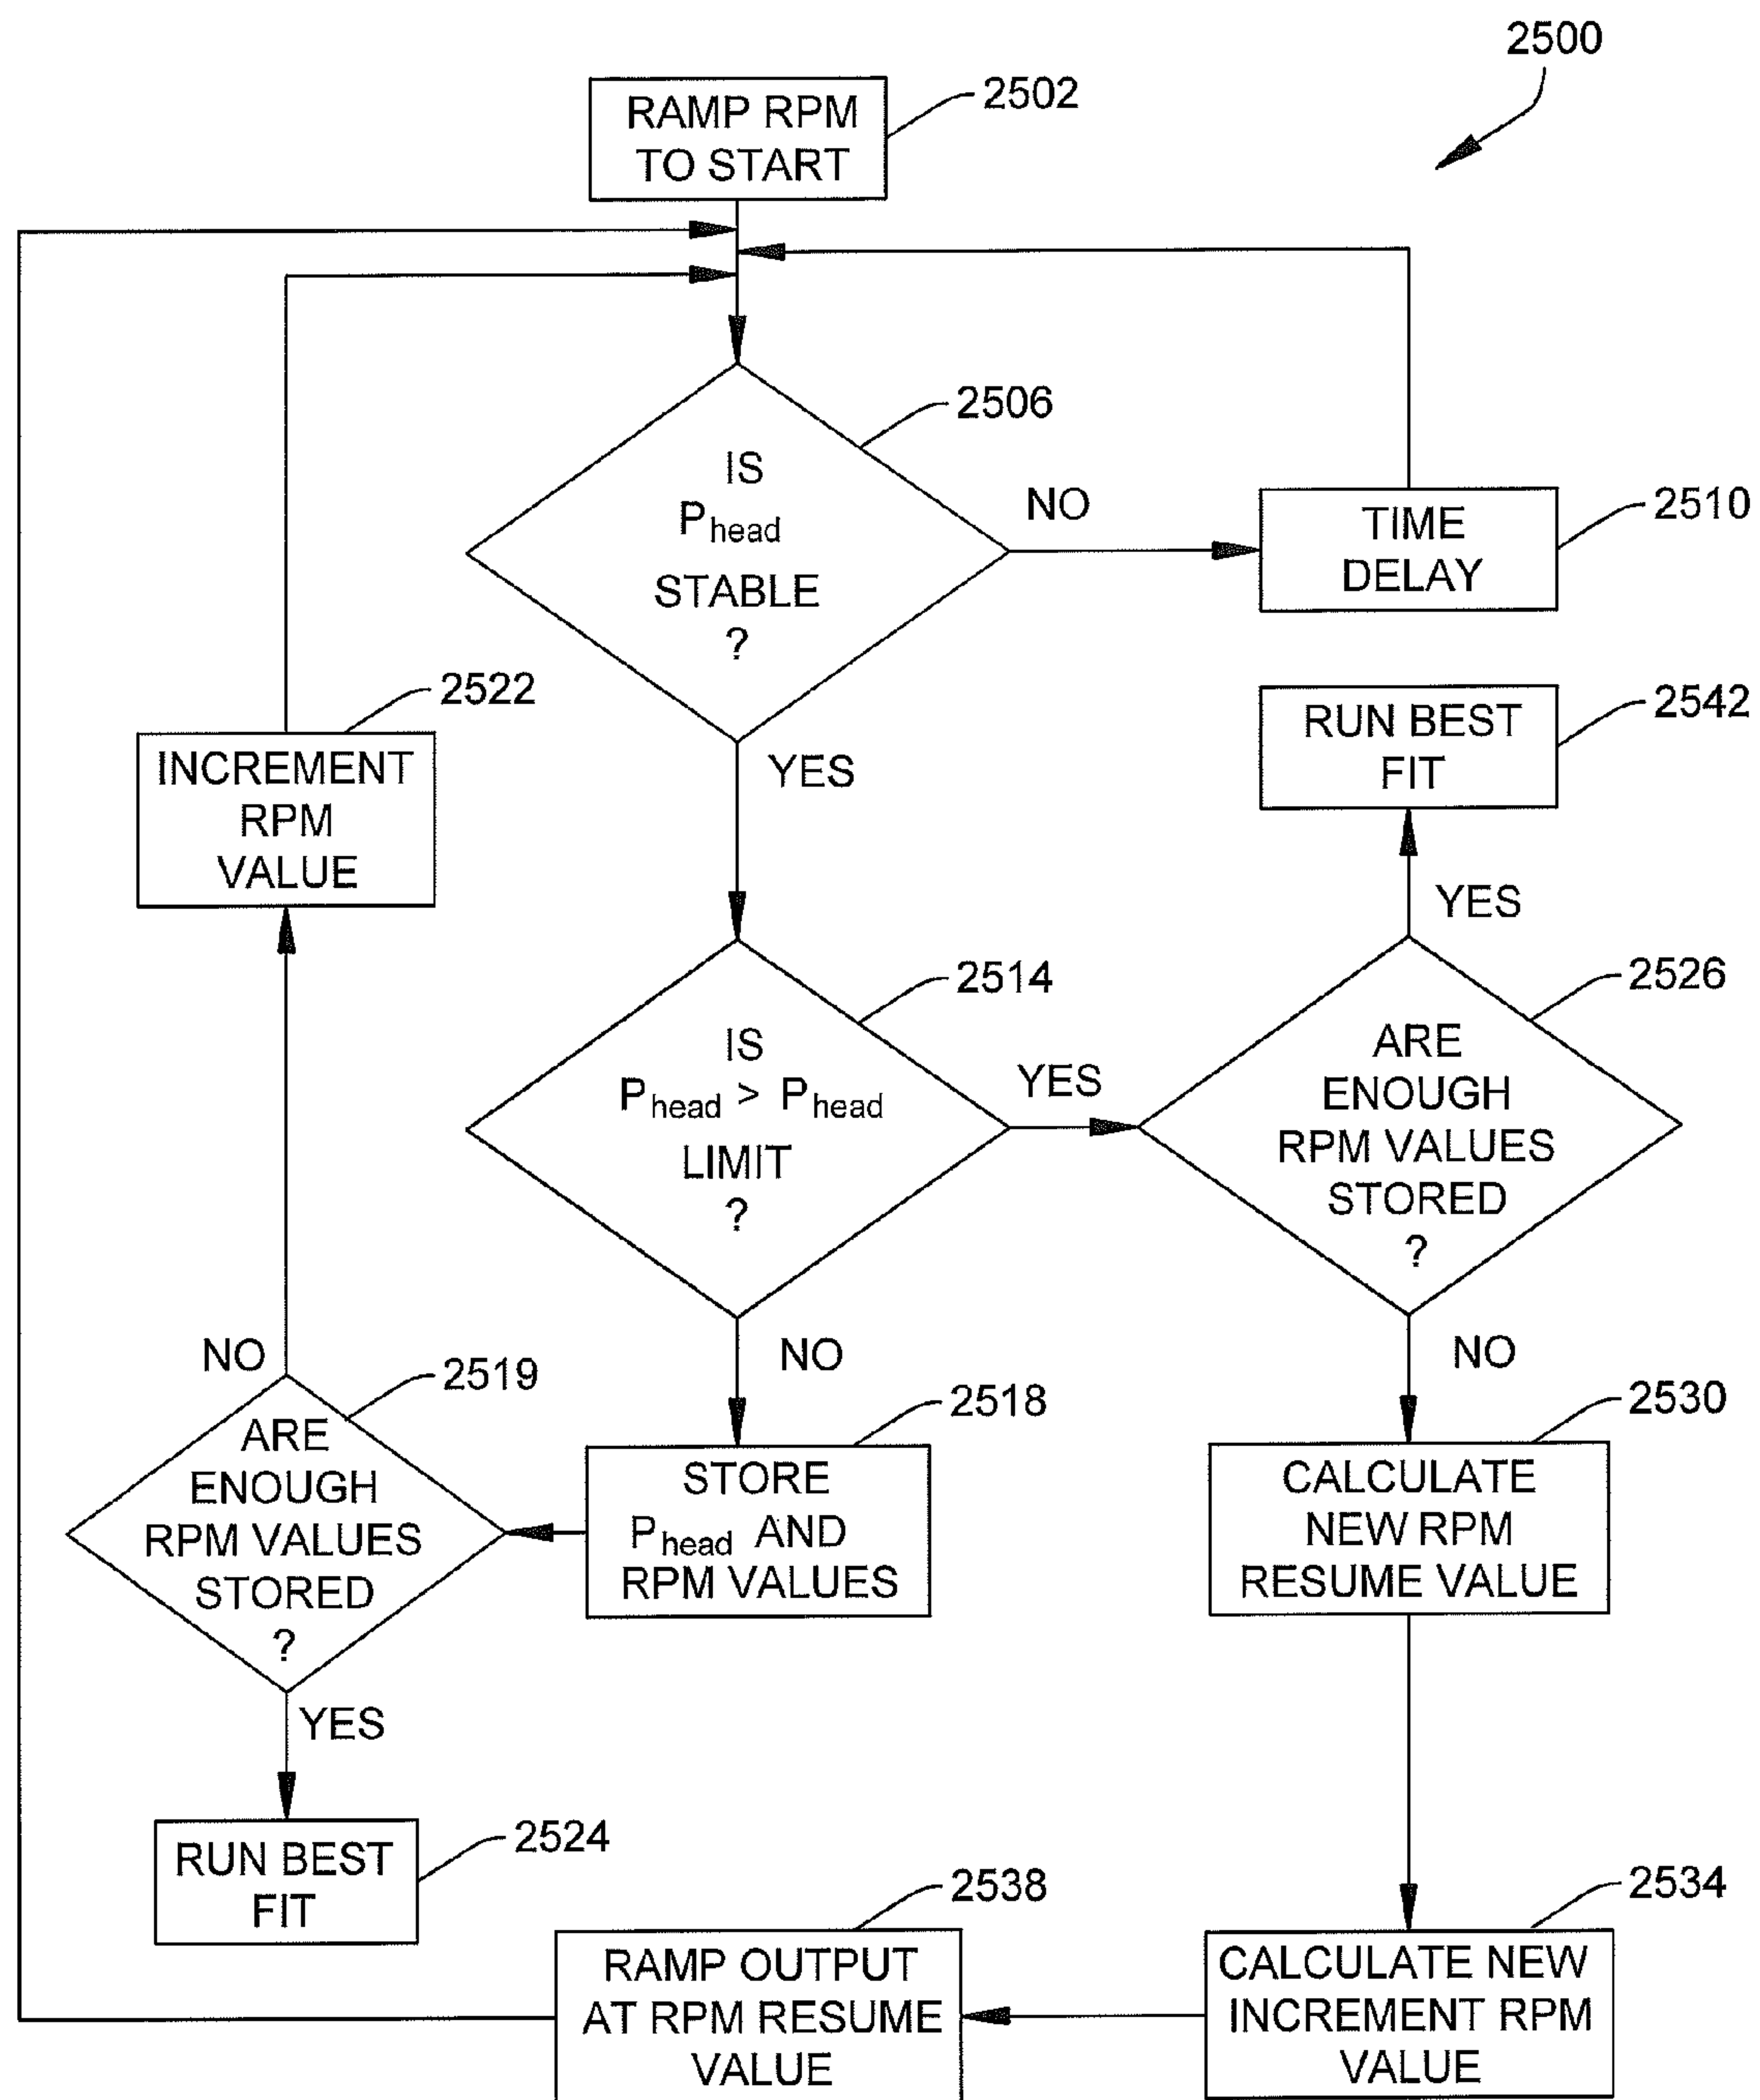 2500
RAMP RPM
TO START
2502
IS
Phead
STABLE
?
2506
NO
TIME
DELAY
2510
YES
INCREMENT
RPM
VALUE
2522
RUN BEST
FIT
2542
YES
IS
Phead > Phead
LIMIT
?
2514
YES
ARE
ENOUGH
RPM VALUES
STORED
?
2526
NO
NO
NO
ARE
ENOUGH
RPM VALUES
STORED
?
2519
STORE
Phead AND
RPM VALUES
2518
CALCULATE
NEW RPM
RESUME VALUE
2530
YES
RUN BEST
FIT
2524
RAMP OUTPUT
AT RPM RESUME
VALUE
2538
CALCULATE NEW
INCREMENT RPM
VALUE
2534